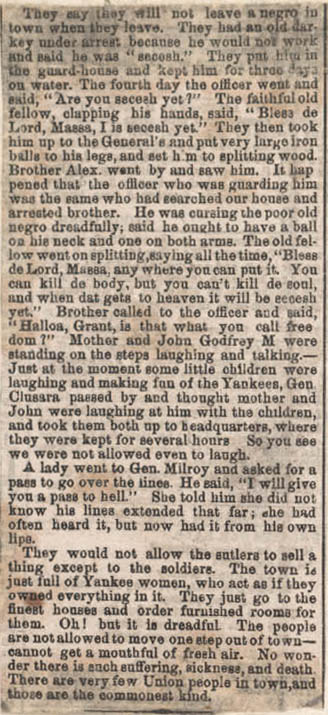 They say they will not leave a negro in
town when they leave. They had an old dar-
key under arrest because he would not work
and said he was "secosh." They put him in
the guard-house and kept him for three days
on water. The fourth day the officer went and
said, "Are you secesh yet?" The faithful old
fellow, clapping his hands, said, "Bless de
Lord, Massa, I is secesh yet." They then took
him up to the General's and put very large iron
balls to his legs, and set h m to splitting wood.
Brother Alex. went by and saw him. It hap
pened that the officer who was guarding him
was the same who had searched our house and
arrested brother. He was cursing the poor old
negro dreadfully; said he ought to have a ball
on his neck and one on both arms. The old fel-
low went on splitting, saying all the time, "Bless
de Lord, Massa, any where you can put it. You
can kill de body, but you can't kill de soul,
and when dat gets to heaven it will be secesh
yet." Brother called to the officer and said,
"Halloa, Grant, is that what you call free
dom?" Mother and John Godfrey M were
standing on the steps laughing and talking.—
Just at the moment some little children were
laughing and making fun of the Yankees, Gen
Clusara passed by and thought mother and
John were laughing at him with the children,
and took them both up to headquarters, where
they were kept for several hours So you see
we were not allowed even to laugh.
A lady went to Gen. Milroy and asked for a
pass to go over the lines. He said, "I will give
you a pass to hell." She told him she did not
know his lines extended that far; she had
often heard it, but now had it from his own
lips.
They would not allow the sutlers to sell a
thing except to the soldiers. The town is
just full of Yankee women, who act as if they
owned everything in it. They just go to the
finest houses and order furnished rooms for
them. Oh! but it is dreadful. The people
are not allowed to move one step out of town—
cannot get a mouthful of fresh air. No won-
der there is such suffering, sickness, and death
There are very few Union people in town, and
those are the commonest kind.